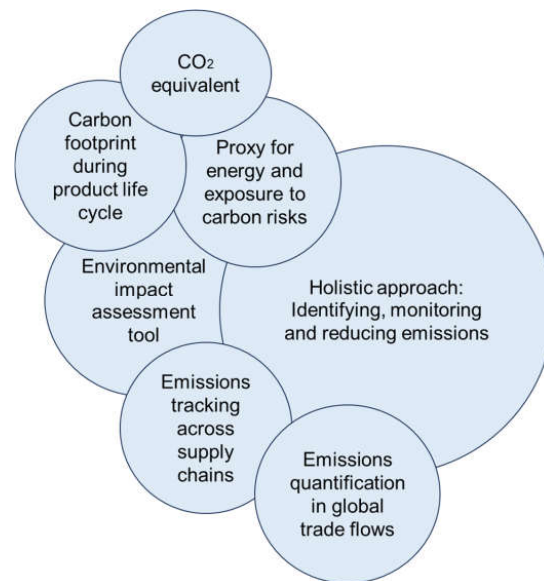 CO₂
equivalent
Carbon
footprint
during
product life
cycle
Proxy for
energy and
exposure to
carbon risks
Environmental
impact
assessment
tool
Holistic approach:
Identifying, monitoring
and reducing emissions
Emissions
tracking
across
supply
chains
Emissions
quantification
in global
trade flows